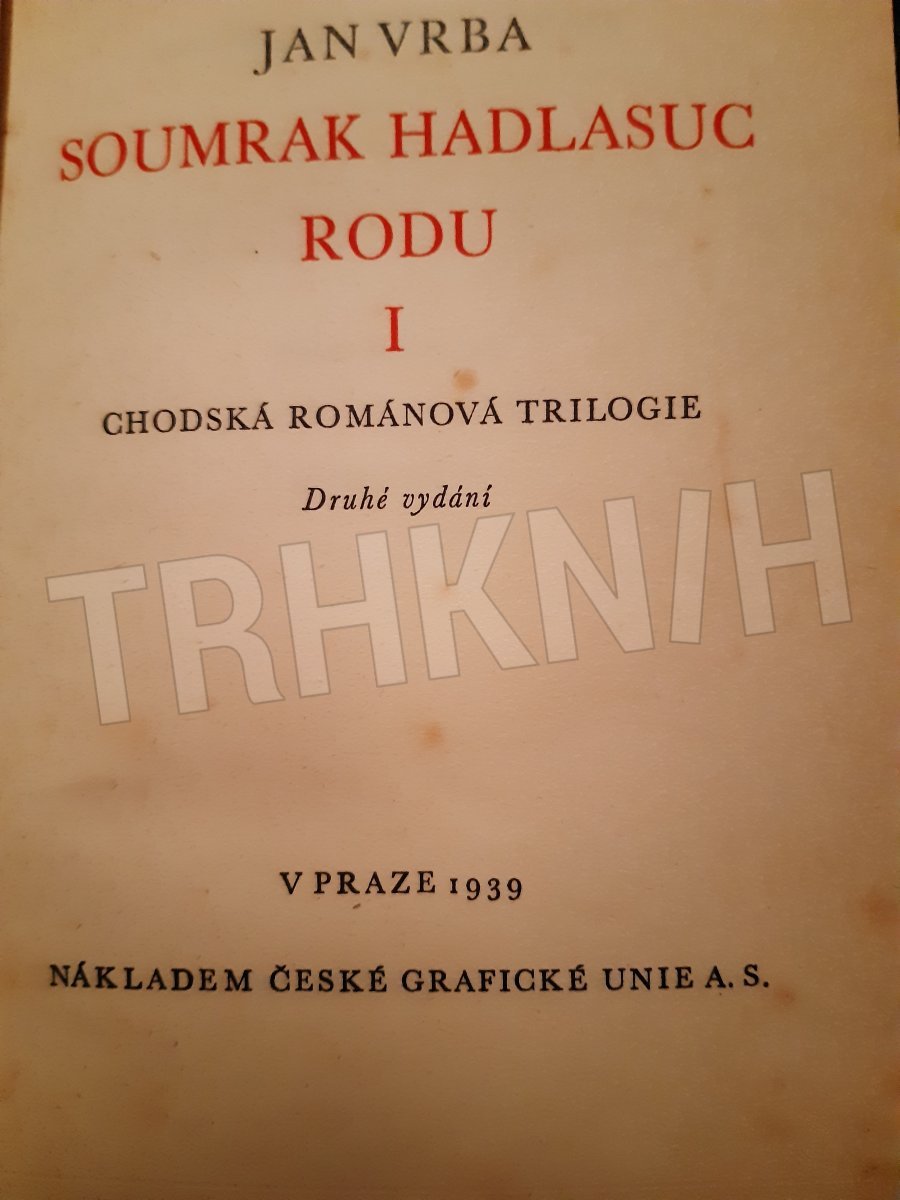 JAN VRBA
SOUMRAK HADLASUC
RODU
I
CHODSKÁ ROMÁNOVÁ TRILOGIE
Druhé vydání
TRHKNIH
V PRAZE 1939
NÁKLADEM ČESKÉ GRAFICKÉ UNIE A. S.